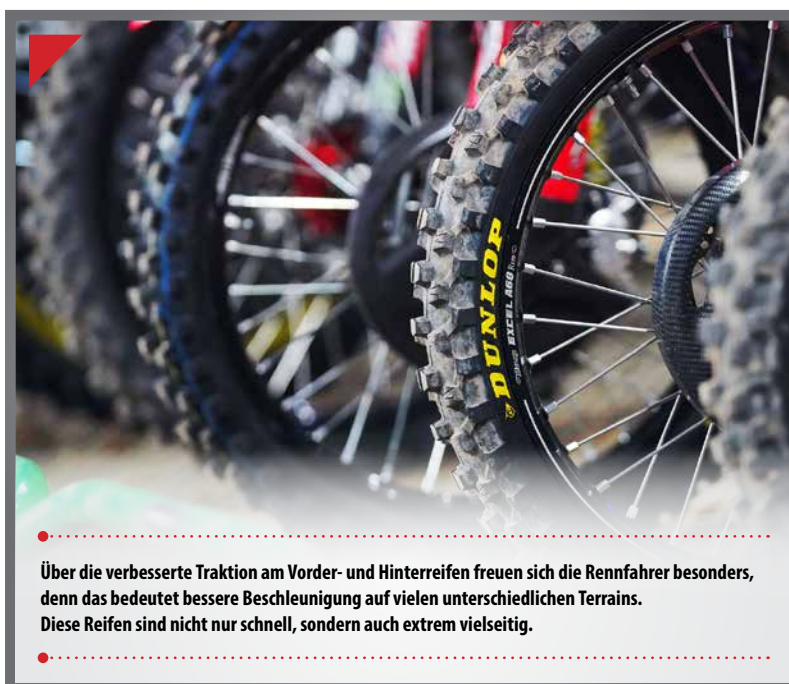 DUNLOP
EXCEL A60
Über die verbesserte Traktion am Vorder- und Hinterreifen freuen sich die Rennfahrer besonders,
denn das bedeutet bessere Beschleunigung auf vielen unterschiedlichen Terrains.
Diese Reifen sind nicht nur schnell, sondern auch extrem vielseitig.